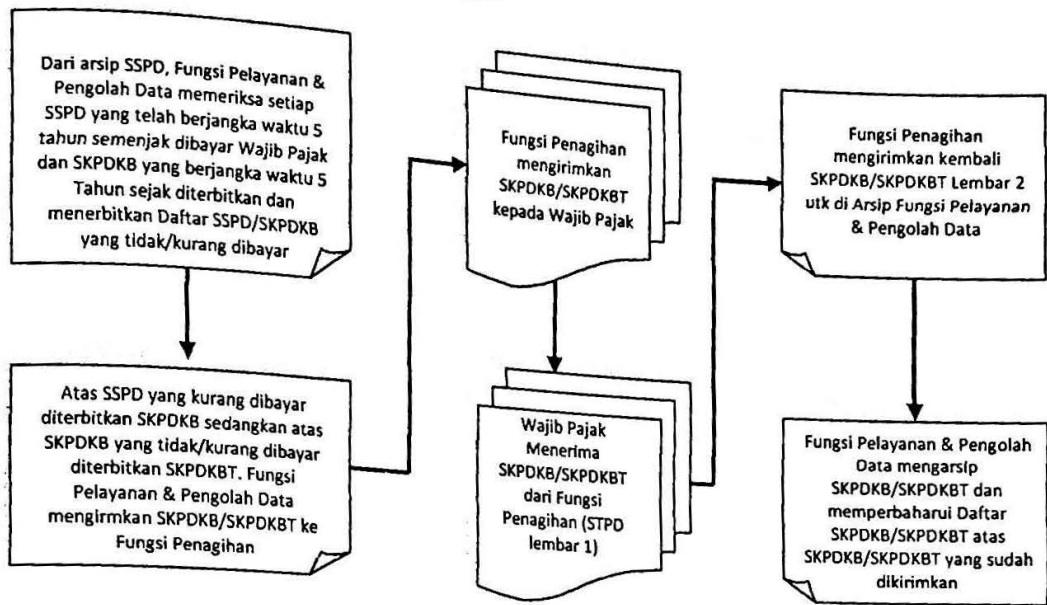 Dari arsip SSPD, Fungsi Pelayanan &
Pengolah Data memeriksa setiap
SSPD yang telah berjangka waktu 5
tahun semenjak dibayar Wajib Pajak
dan SKPDKB yang berjangka waktu 5
Tahun sejak diterbitkan dan
menerbitkan Daftar SSPD/SKPDKB
yang tidak/kurang dibayar
Atas SSPD yang kurang dibayar
diterbitkan SKPDKB sedangkan atas
SKPDKB yang tidak/kurang dibayar
diterbitkan SKPDKBT. Fungsi
Pelayanan & Pengolah Data
mengirmkan SKPDKB/SKPDKBT ke
Fungsi Penagihan
Fungsi Penagihan
mengirimkan
SKPDKB/SKPDKBT
kepada Wajib Pajak
Wajib Pajak
Menerima
SKPDKB/SKPDKBT
dari Fungsi
Penagihan (STPD
lembar 1)
Fungsi Penagihan
mengirimkan kembali
SKPDKB/SKPDKBT Lembar 2
utk di Arsip Fungsi Pelayanan
& Pengolah Data
Fungsi Pelayanan & Pengolah
Data mengarsip
SKPDKB/SKPDKBT dan
memperbaharui Daftar
SKPDKB/SKPDKBT atas
SKPDKB/SKPDKBT yang sudah
dikirimkan